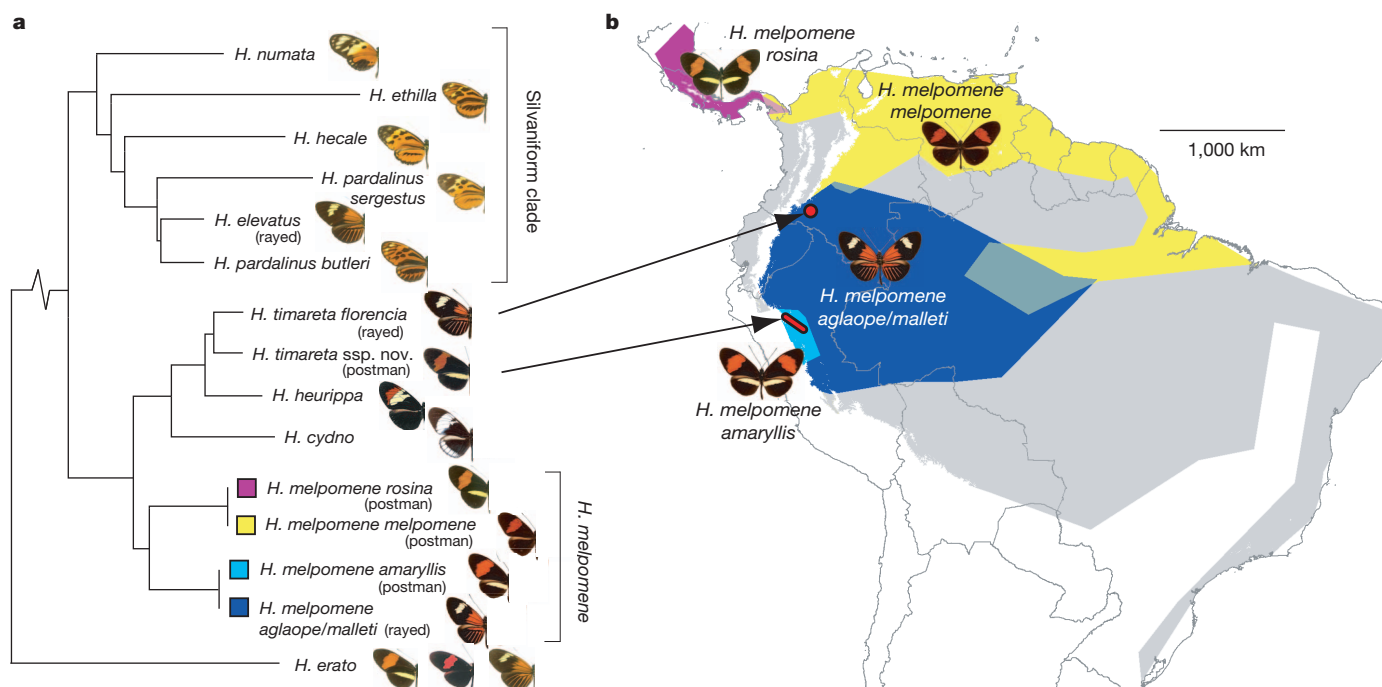 a
H. numata
H. ethilla
H. hecale
H. pardalinus
sergestus
H. elevatus
(rayed)
H. pardalinus butleri
Silvaniform clade
H. timareta florencia
(rayed)
H. timareta ssp. nov.
(postman)
H. heurippa
H. cydno
H. melpomene rosina
(postman)
H. melpomene melpomene
(postman)
H. melpomene amaryllis
(postman)
H. melpomene
aglaope/malleti (rayed)
H. melpomene
H. erato
b
H. melpomene
rosina
H. melpomene
melpomene
1,000 km
H. melpomene
aglaope/malleti
H. melpomene
amaryllis